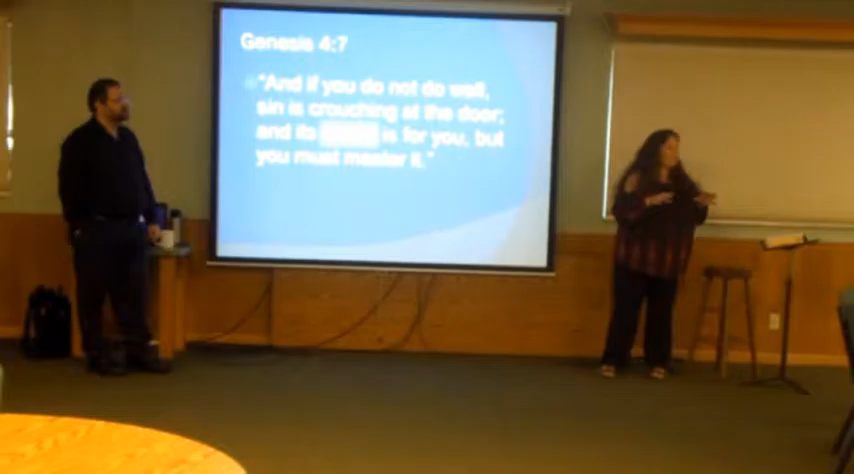 Genesis 4:7
"And if you do not do well,
sin is crouching at the door;
and its is for you, but
you must master it."